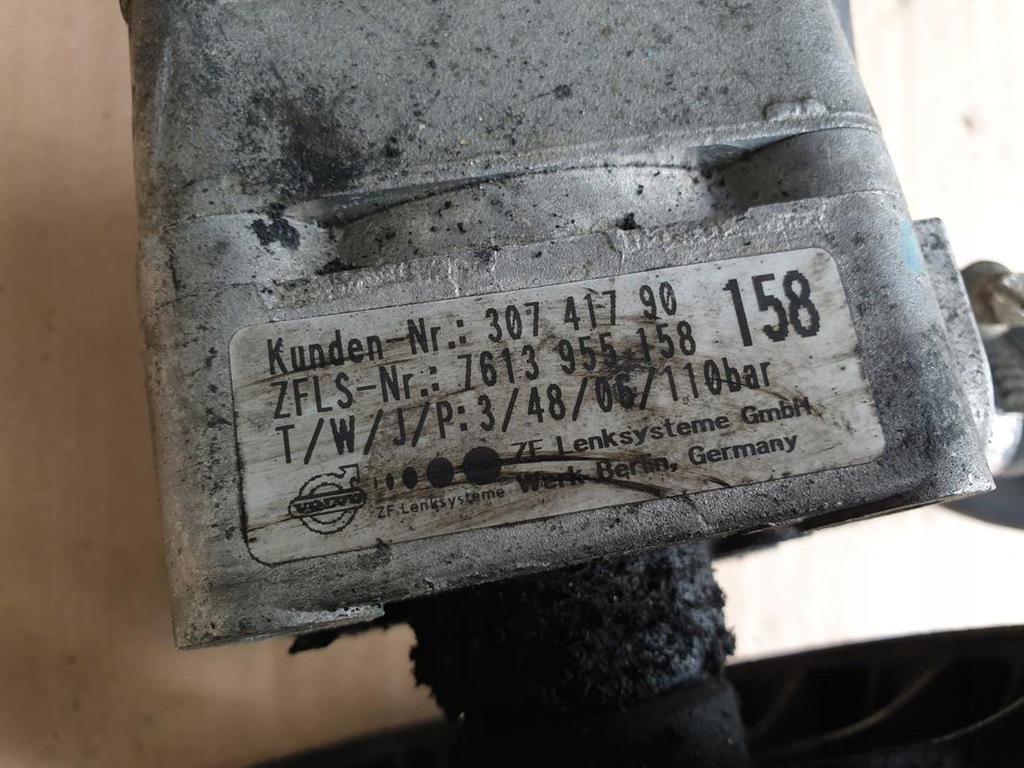 Kunden-Nr.: 307 417 90
158
ZFLS-Nr.: 7613 955 158
T/W/J/P: 3/48/06/110bar
ZF Lenksysteme GmbH
Werk Berlin, Germany
VOLVO
ZF Lenksysteme